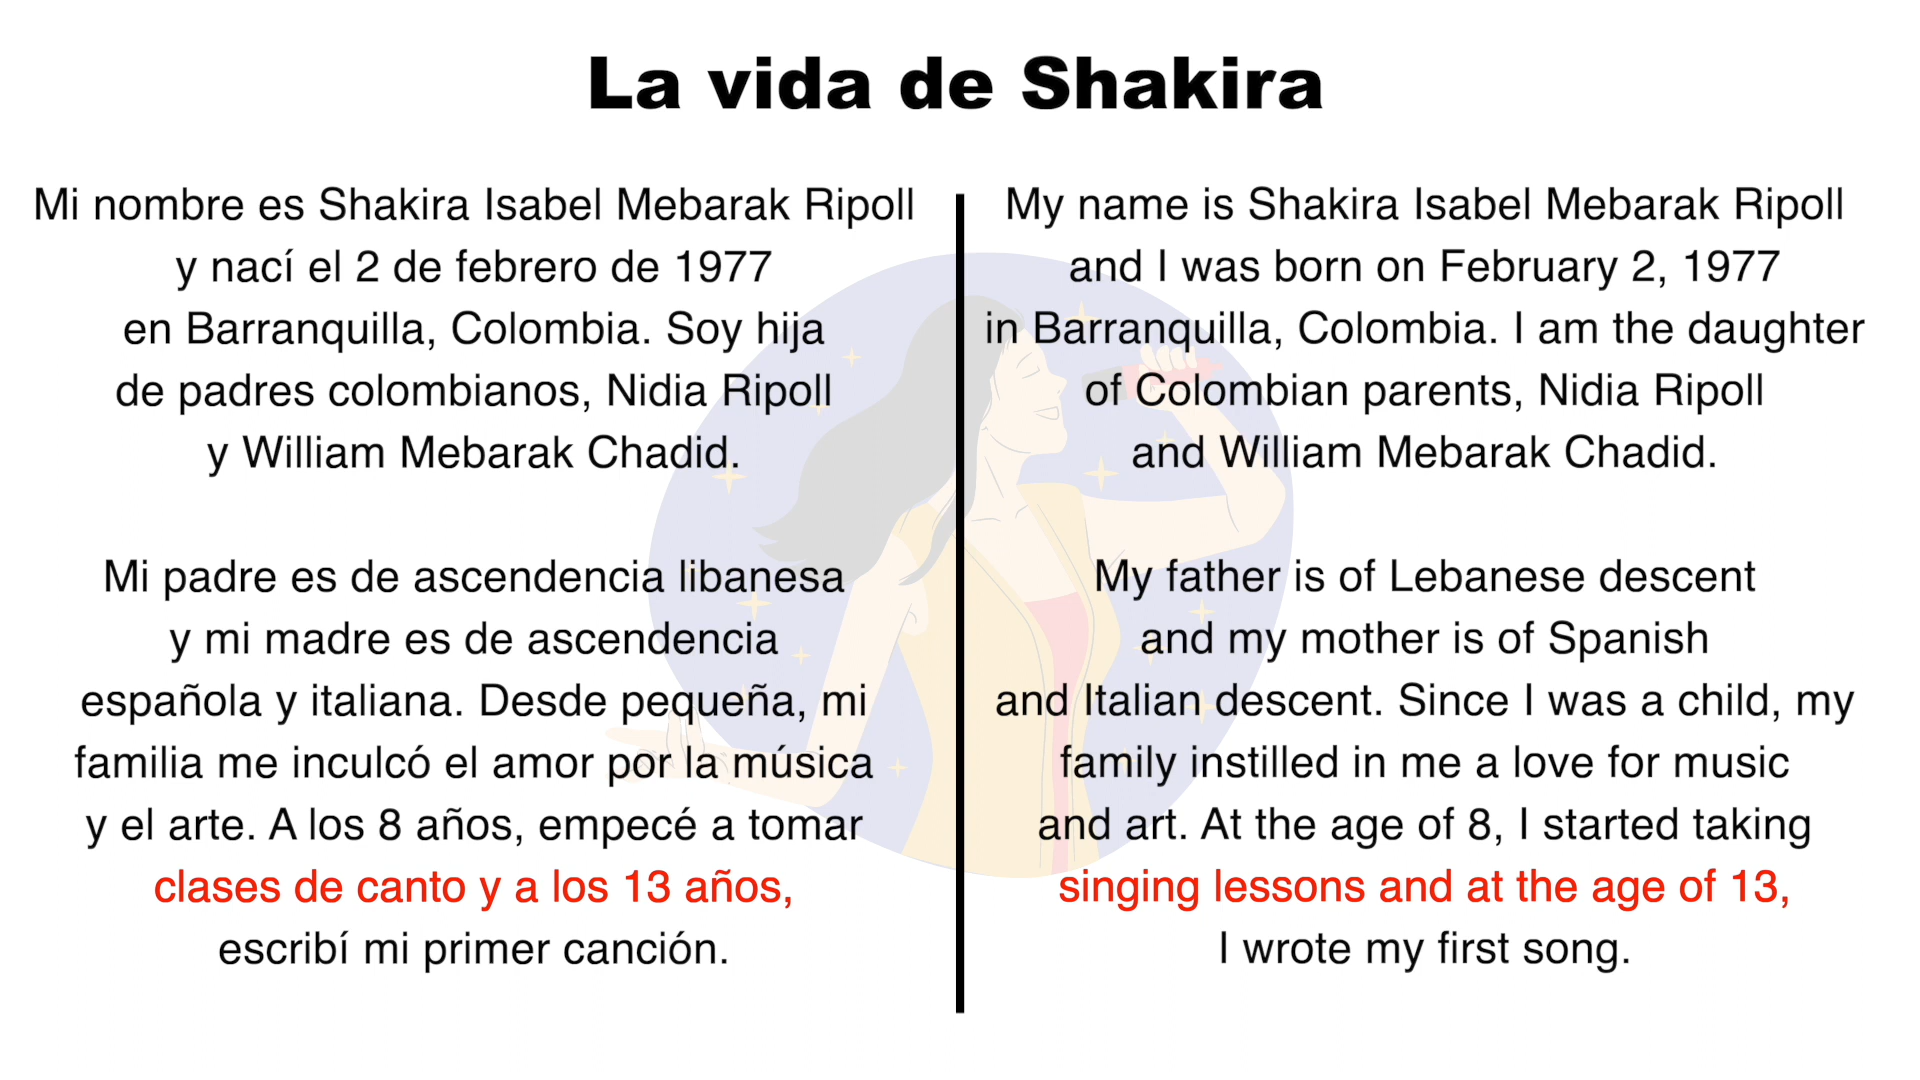 La vida de Shakira
Mi nombre es Shakira Isabel Mebarak Ripoll
y nací el 2 de febrero de 1977
en Barranquilla, Colombia. Soy hija
de padres colombianos, Nidia Ripoll
y William Mebarak Chadid.
Mi padre es de ascendencia libanesa
y mi madre es de ascendencia
española y italiana. Desde pequeña, mi
familia me inculcó el amor por la música
y el arte. A los 8 años, empecé a tomar
clases de canto y a los 13 años,
escribí mi primer canción.
My name is Shakira Isabel Mebarak Ripoll
and I was born on February 2, 1977
in Barranquilla, Colombia. I am the daughter
of Colombian parents, Nidia Ripoll
and William Mebarak Chadid.
My father is of Lebanese descent
and my mother is of Spanish
and Italian descent. Since I was a child, my
family instilled in me a love for music
and art. At the age of 8, I started taking
singing lessons and at the age of 13,
I wrote my first song.